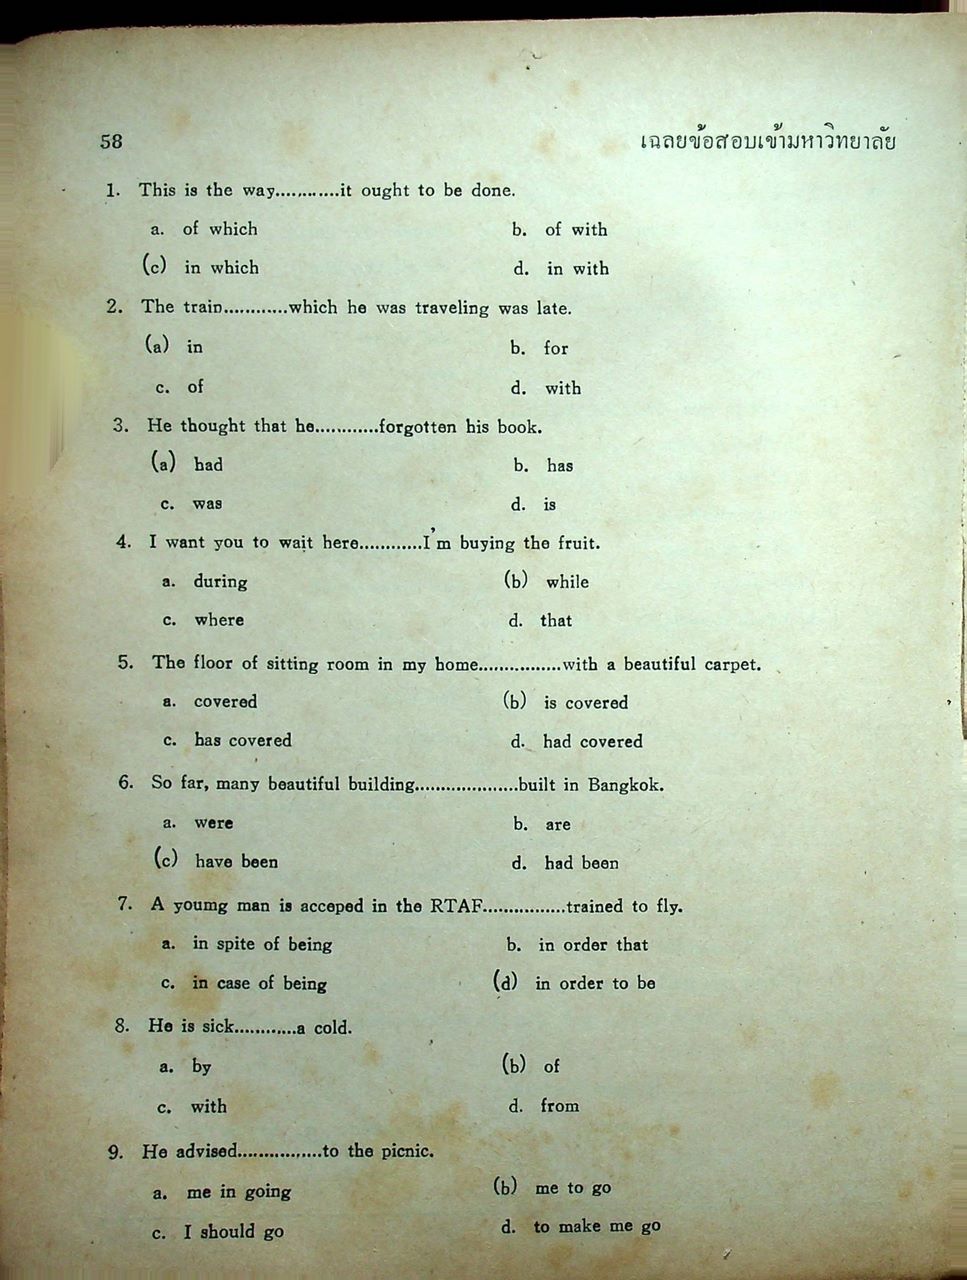 58 เฉลยข้อสอบเข้ามหาวิทยาลัย
1. This is the way............it ought to be done.
a. of which b. of with
(c) in which d. in with
2. The train............which he was traveling was late.
(a) in b. for
c. of d. with
3. He thought that he............forgotten his book.
(a) had b. has
c. was d. is
4. I want you to wait here............I'm buying the fruit.
a. during (b) while
c. where d. that
5. The floor of sitting room in my home................with a beautiful carpet.
a. covered (b) is covered
c. has covered d. had covered
6. So far, many beautiful building....................built in Bangkok.
a. were b. are
(c) have been d. had been
7. A youmg man is acceped in the RTAF................trained to fly.
a. in spite of being b. in order that
c. in case of being (d) in order to be
8. He is sick............a cold.
a. by (b) of
c. with d. from
9. He advised................to the picnic.
a. me in going (b) me to go
c. I should go d. to make me go